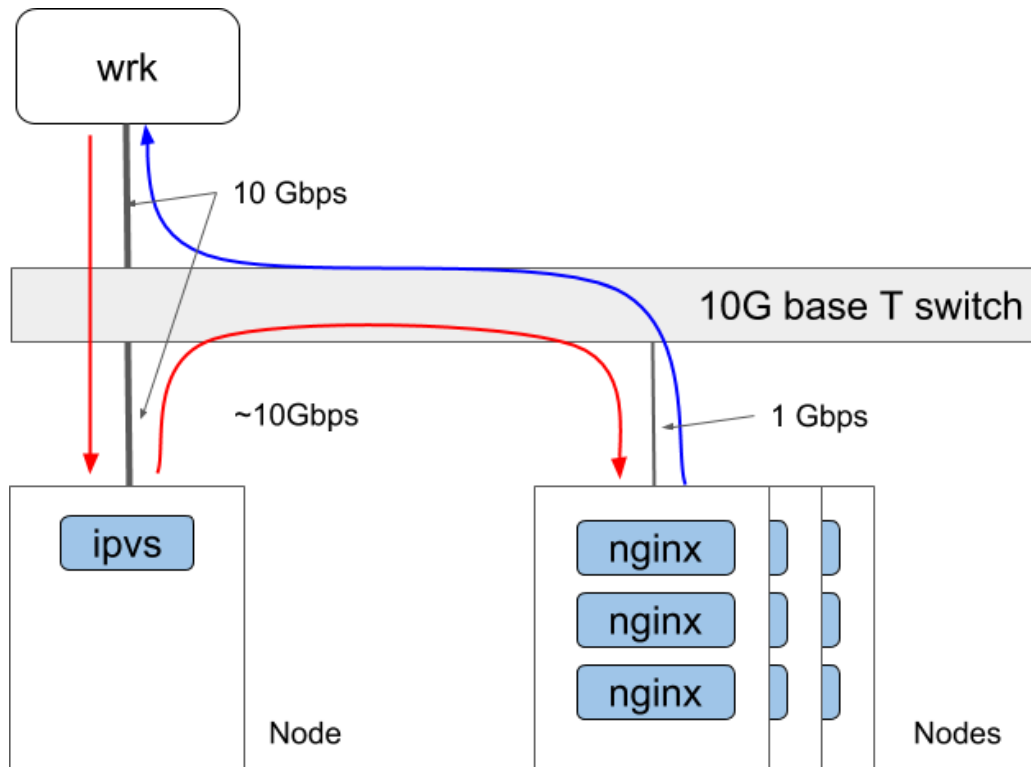 wrk
10 Gbps
10G base T switch
~10Gbps
1 Gbps
ipvs
nginx
nginx
nginx
Node
Nodes